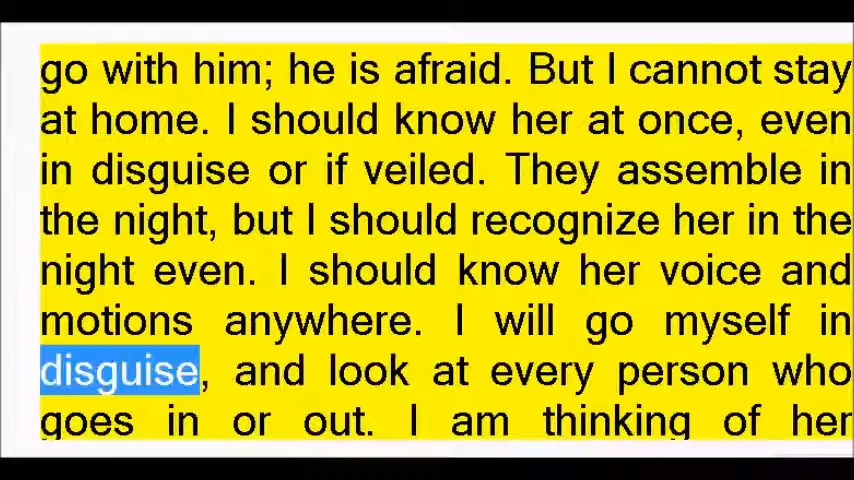 go with him; he is afraid. But I cannot stay
at home. I should know her at once, even
in disguise or if veiled. They assemble in
the night, but I should recognize her in the
night even. I should know her voice and
motions anywhere. I will go myself in
disguise, and look at every person who
goes in or out. I am thinking of her